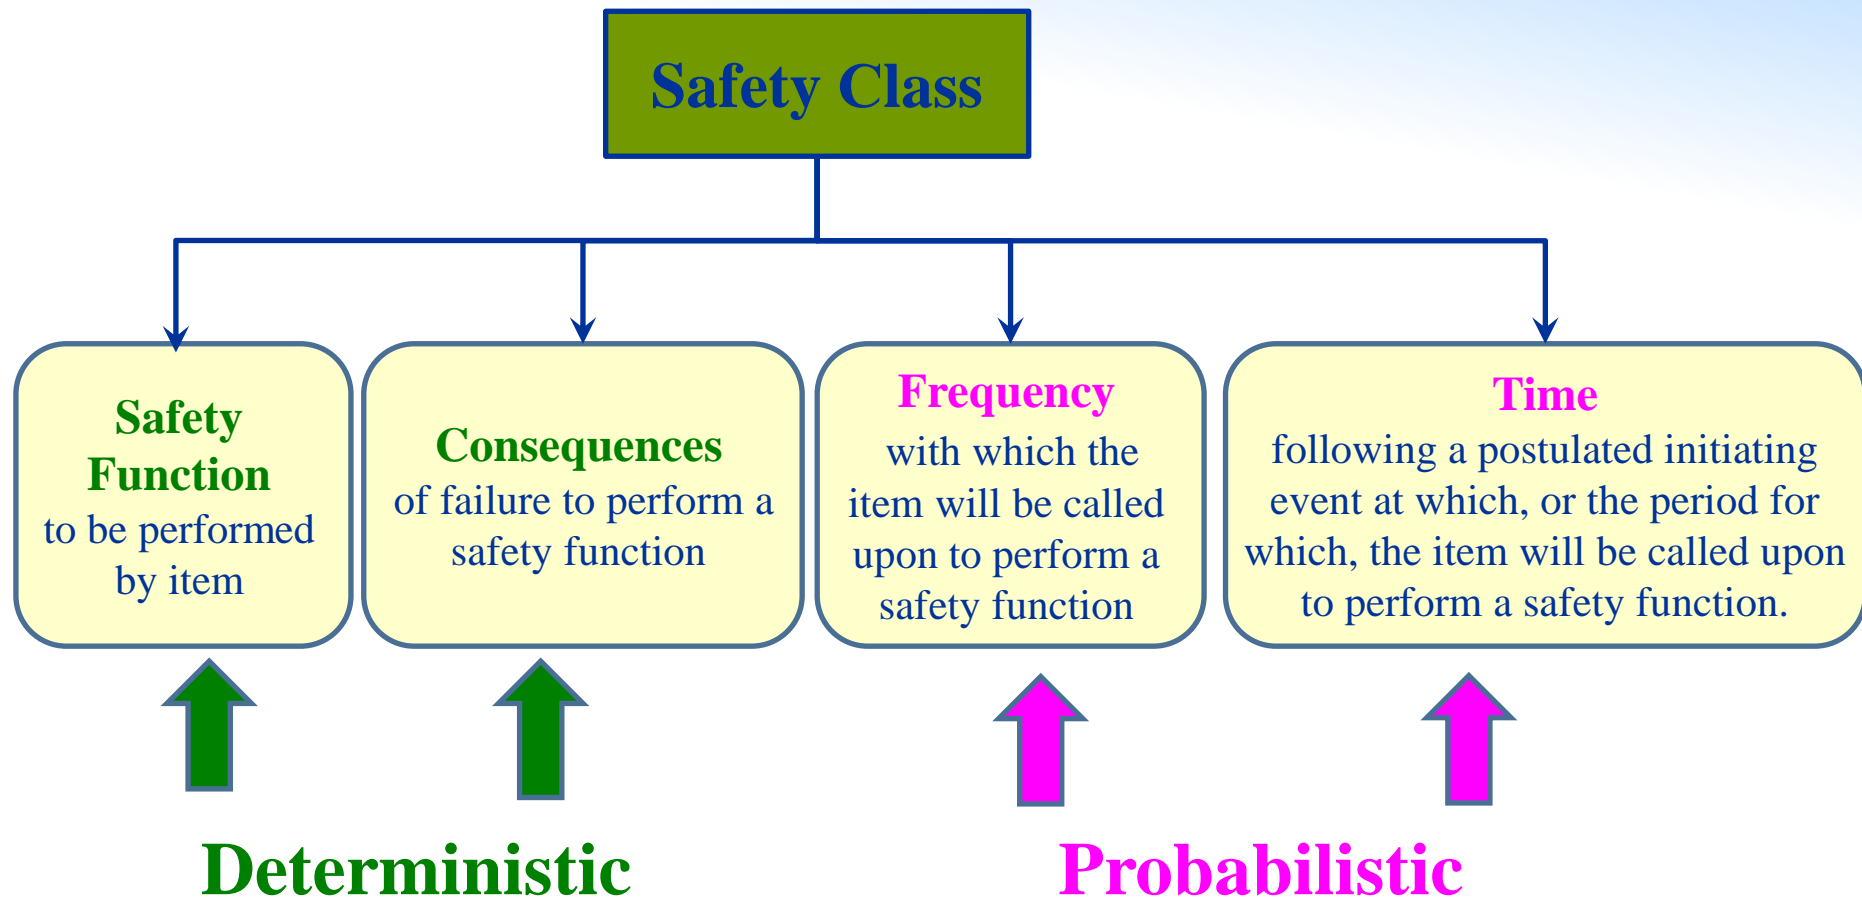 Safety Class
Safety
Function
to be performed
by item
Consequences
of failure to perform a
safety function
Frequency
with which the
item will be called
upon to perform a
safety function
Time
following a postulated initiating
event at which, or the period for
which, the item will be called upon
to perform a safety function.
Deterministic
Probabilistic